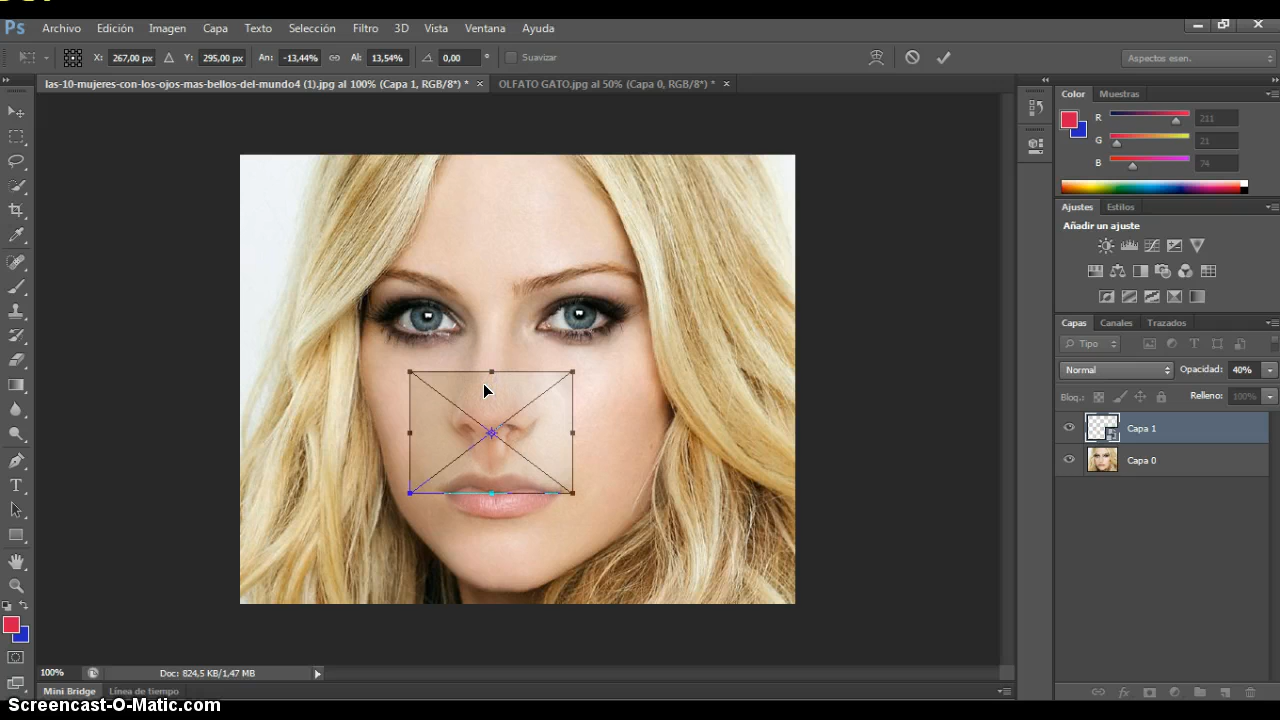 Ps Archivo Edición Imagen Capa Texto Selección Filtro 3D Vista Ventana Ayuda
X: 267,00 px Y: 295,00 px An: -13,44% Al: 13,54% 0,00 ° Suavizar Aspectos esen.
las-10-mujeres-con-los-ojos-mas-bellos-del-mundo4 (1).jpg al 100% (Capa 1, RGB/8*) * × OLFATO GATO.jpg al 50% (Capa 0, RGB/8*) * ×
Color Muestras
R 211
G 21
B 74
Ajustes Estilos
Añadir un ajuste
Capas Canales Trazados
Tipo
Normal Opacidad: 40%
Bloq.: Relleno: 100%
Capa 1
Capa 0
100% Doc: 824,5 KB/1,47 MB
Mini Bridge Línea de tiempo
Screencast-O-Matic.com